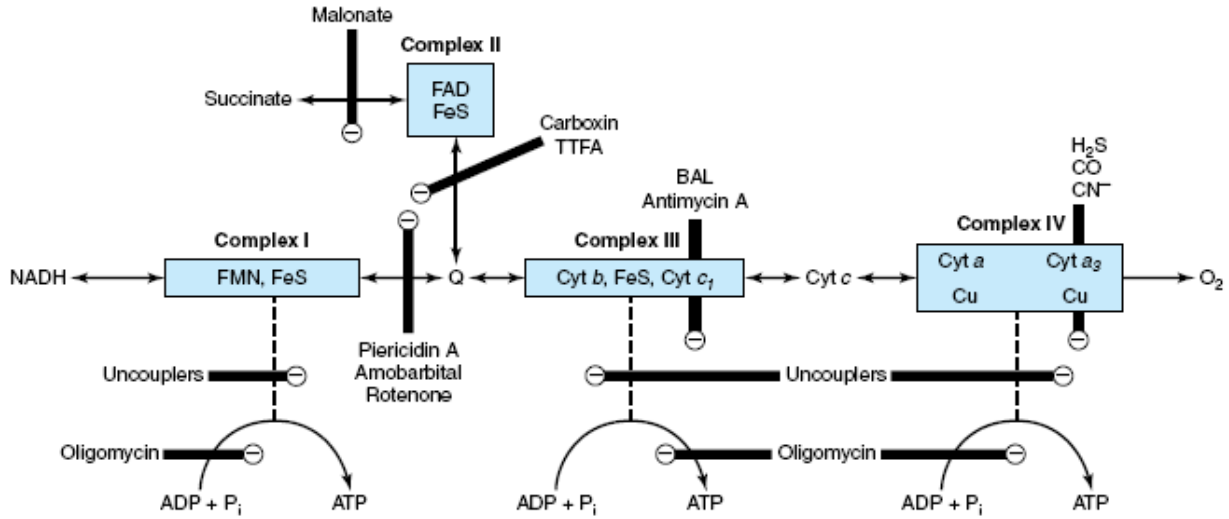 Malonate
Complex II
FAD
FeS
Succinate
Carboxin
TTFA
H₂S
CO
CN⁻
BAL
Antimycin A
Complex I
Complex III
Complex IV
NADH
FMN, FeS
Q
Cyt b, FeS, Cyt c₁
Cyt c
Cyt a
Cyt a₃
Cu
Cu
O₂
Piericidin A
Amobarbital
Rotenone
Uncouplers
Uncouplers
Oligomycin
Oligomycin
ADP + Pᵢ
ATP
ADP + Pᵢ
ATP
ADP + Pᵢ
ATP